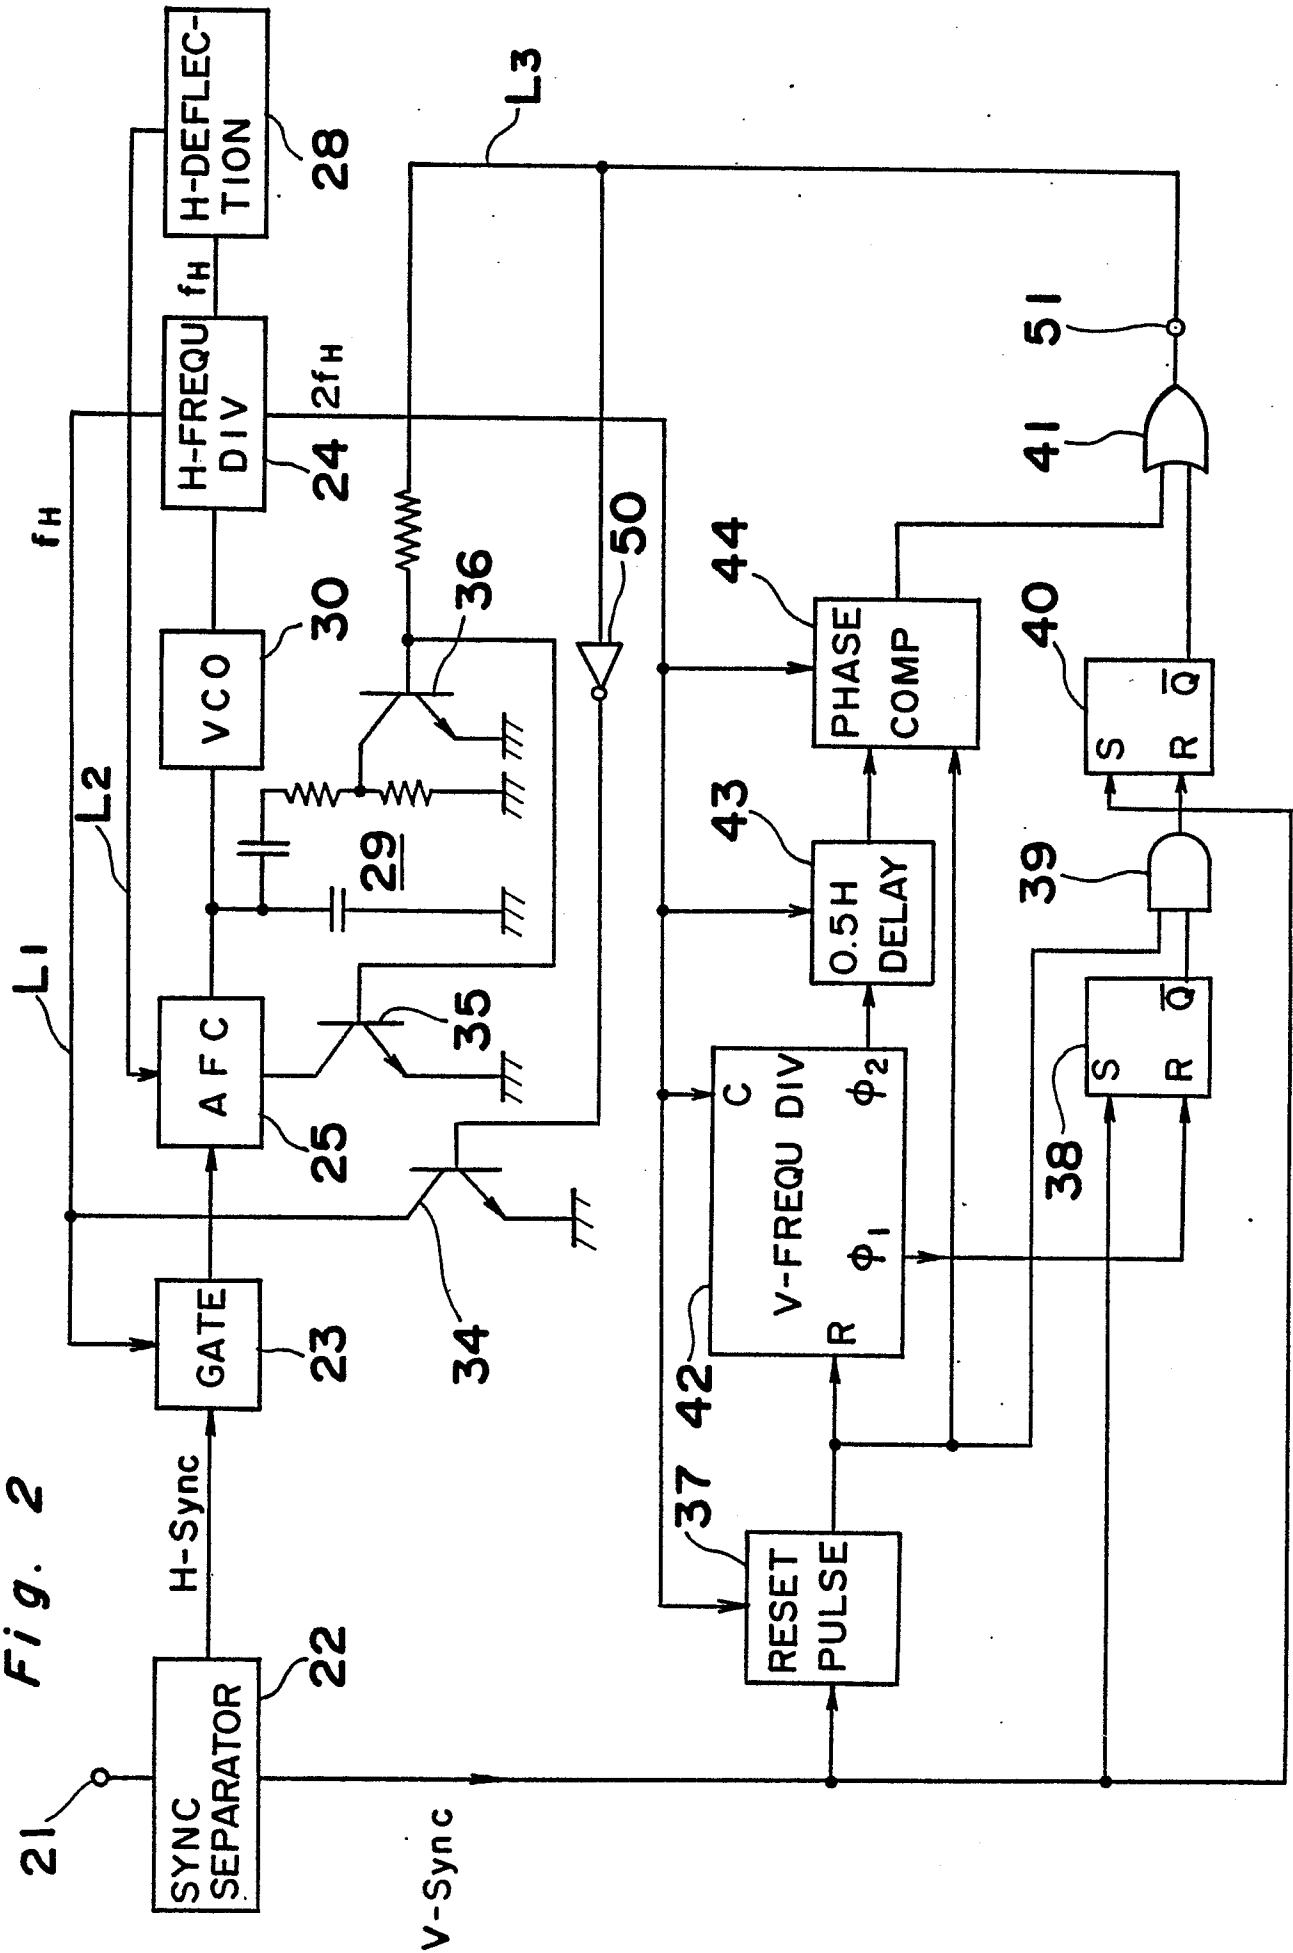 Fig. 2
21
SYNC
SEPARATOR
22
H-Sync
V-Sync
GATE
23
L1
fH
L2
AFC
25
VCO
30
H-FREQU
DIV
24
fH
2fH
H-DEFLEC-
TION
28
L3
29
34
35
36
50
RESET
PULSE
37
V-FREQU DIV
C
R
ϕ1
ϕ2
42
0.5H
DELAY
43
PHASE
COMP
44
S
R
Q̅
38
39
S
R
Q̅
40
41
51